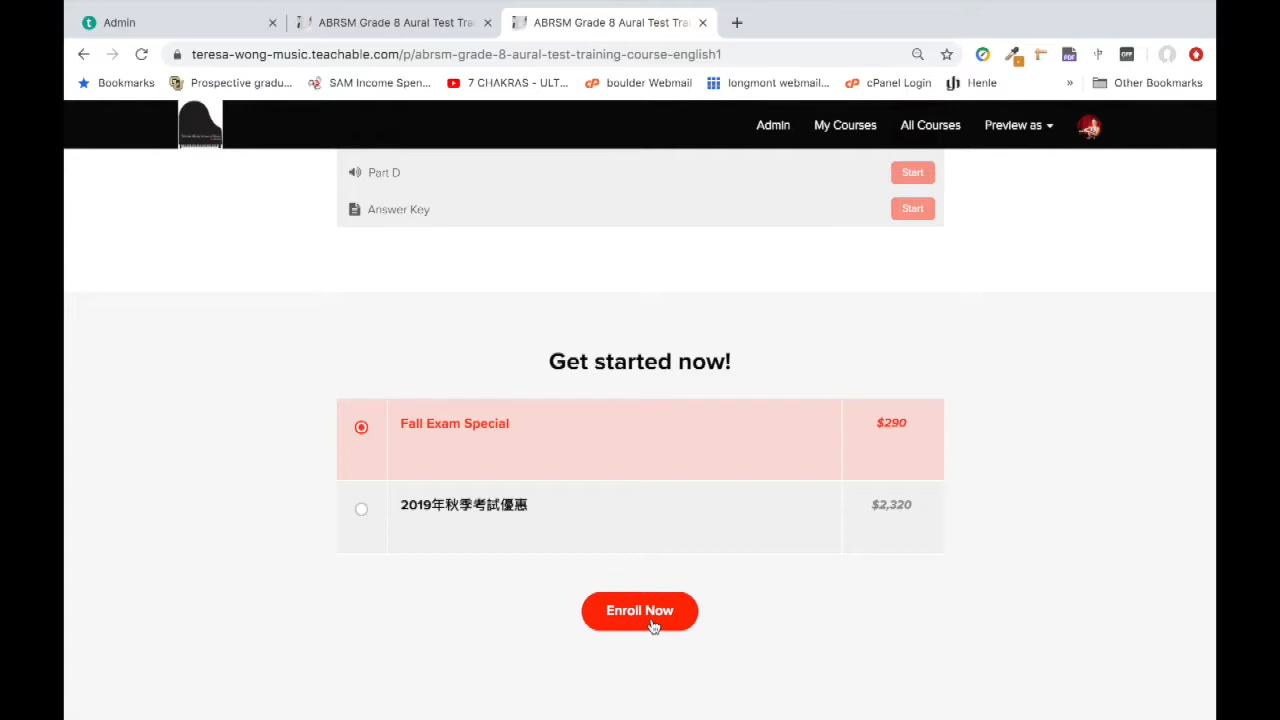 Admin
ABRSM Grade 8 Aural Test Tra
ABRSM Grade 8 Aural Test Tra
teresa-wong-music.teachable.com/p/abrsm-grade-8-aural-test-training-course-english1
Bookmarks Prospective gradu... SAM Income Spen... 7 CHAKRAS - ULT... boulder Webmail longmont webmail... cPanel Login Henle » Other Bookmarks
Admin My Courses All Courses Preview as
Part D Start
Answer Key Start
Get started now!
Fall Exam Special $290
2019年秋季考試優惠 $2,320
Enroll Now